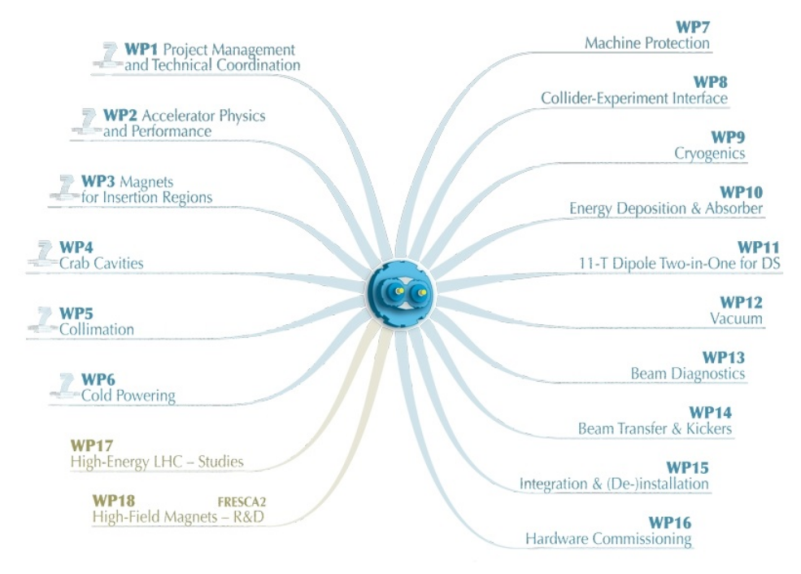 WP1 Project Management
and Technical Coordination
WP2 Accelerator Physics
and Performance
WP3 Magnets
for Insertion Regions
WP4
Crab Cavities
WP5
Collimation
WP6
Cold Powering
WP17
High-Energy LHC – Studies
WP18 FRESCA2
High-Field Magnets – R&D
WP7
Machine Protection
WP8
Collider-Experiment Interface
WP9
Cryogenics
WP10
Energy Deposition & Absorber
WP11
11-T Dipole Two-in-One for DS
WP12
Vacuum
WP13
Beam Diagnostics
WP14
Beam Transfer & Kickers
WP15
Integration & (De-)installation
WP16
Hardware Commissioning